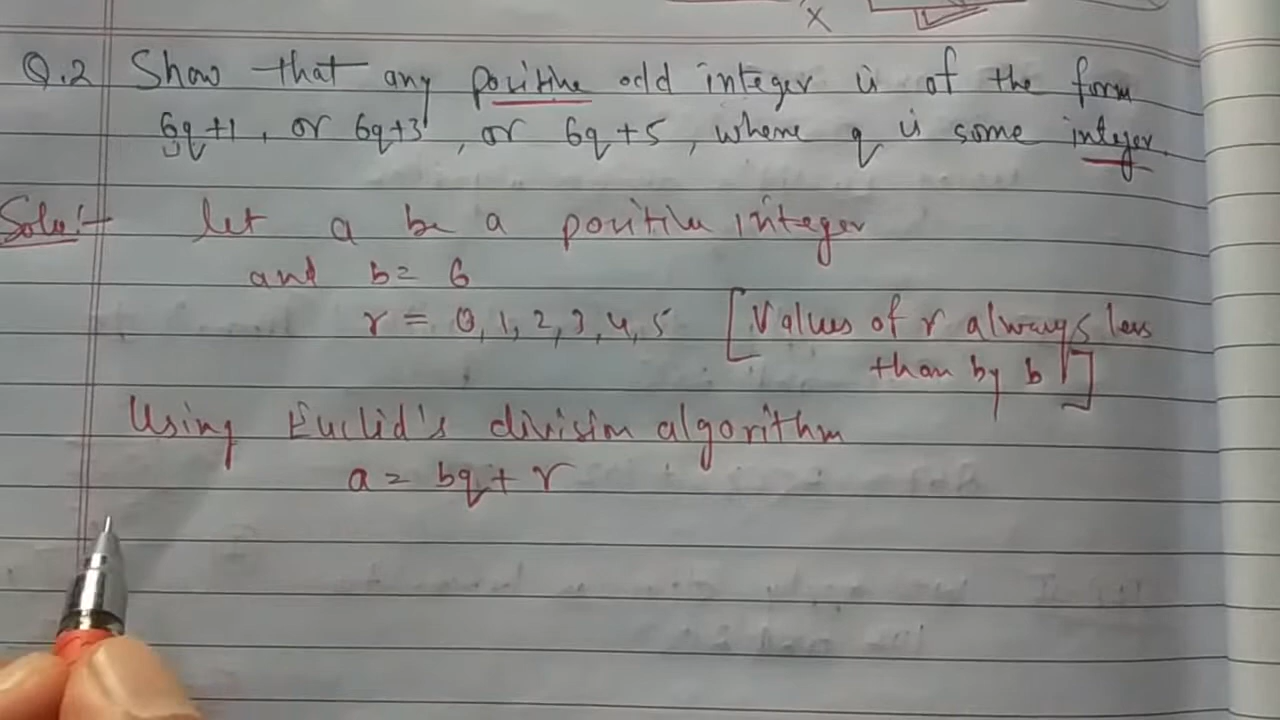 Q.2 Show that any positive odd integer is of the form
6q+1, or 6q+3, or 6q+5, where q is some integer.
Solu:- let a be a positive integer
and b= 6
r = 0, 1, 2, 3, 4, 5 [Values of r always less
than by b]
Using Euclid's division algorithm
a = bq + r